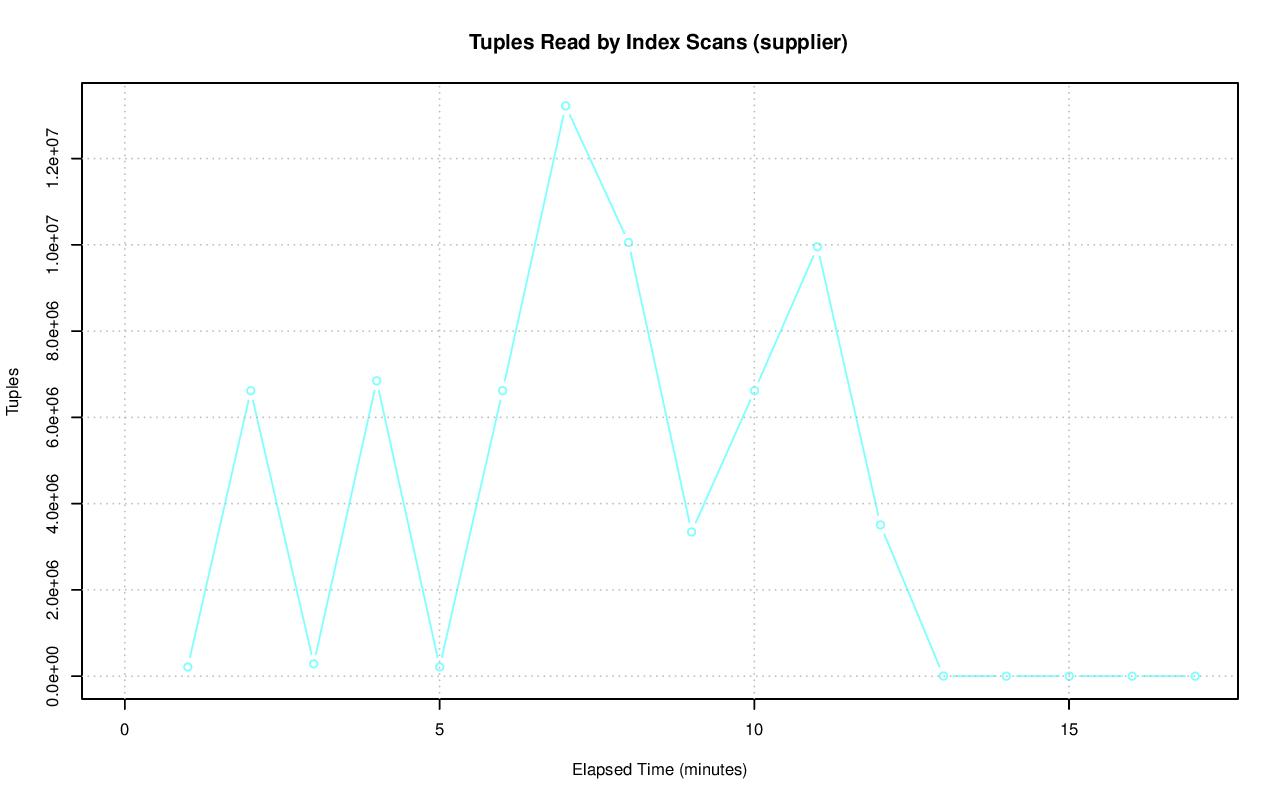 Tuples Read by Index Scans (supplier)
Tuples
1.2e+07
1.0e+07
8.0e+06
6.0e+06
4.0e+06
2.0e+06
0.0e+00
0 5 10 15
Elapsed Time (minutes)